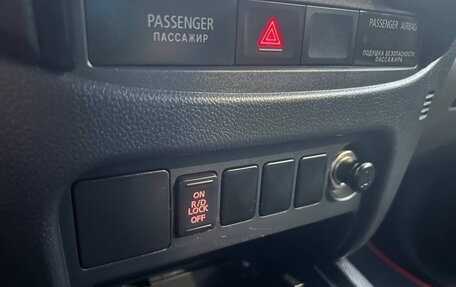 PASSENGER
ПАССАЖИР
PASSENGER AIRBAG
ПОДУШКА БЕЗОПАСНОСТИ
ПАССАЖИРА
ON
R/D
LOCK
OFF